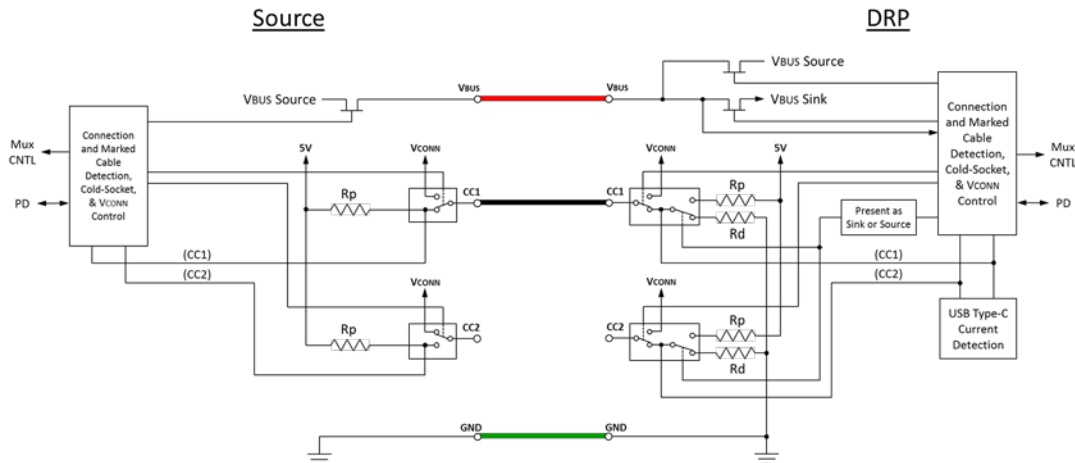 Source
DRP
VBUS Source
VBUS
VBUS
VBUS Source
VBUS Sink
Connection
and Marked
Cable
Detection,
Cold-Socket,
& VCONN
Control
Mux
CNTL
PD
5V
VCONN
Rp
CC1
(CC1)
(CC2)
VCONN
Rp
CC2
GND
VCONN
5V
CC1
Rp
Rd
Present as
Sink or Source
(CC1)
(CC2)
VCONN
CC2
Rp
Rd
GND
Connection
and Marked
Cable
Detection,
Cold-Socket,
& VCONN
Control
Mux
CNTL
PD
USB Type-C
Current
Detection